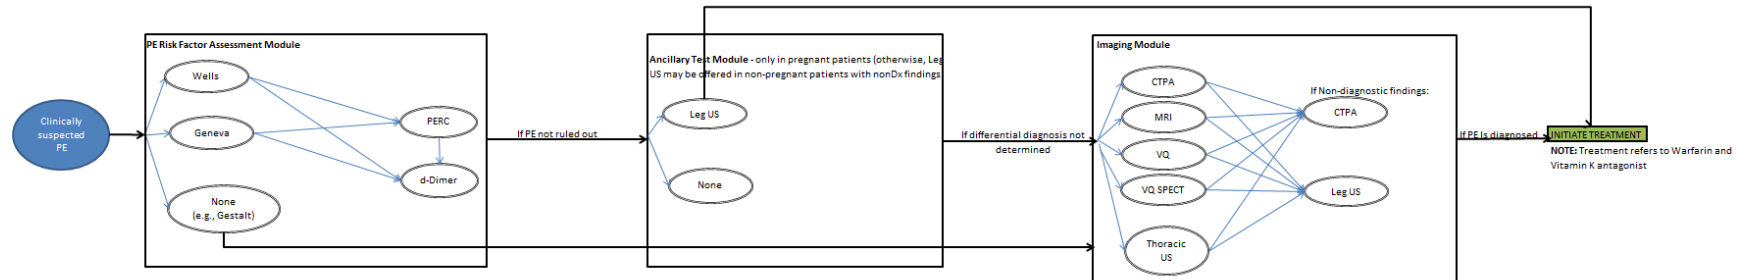 Clinically
suspected
PE
PE Risk Factor Assessment Module
Wells
Geneva
None
(e.g., Gestalt)
PERC
d-Dimer
If PE not ruled out
Ancillary Test Module - only in pregnant patients (otherwise, Leg
US may be offered in non-pregnant patients with nonDx findings
Leg US
None
If differential diagnosis not
determined
Imaging Module
CTPA
MRI
VQ
VQ SPECT
Thoracic
US
If Non-diagnostic findings:
CTPA
Leg US
If PE Is diagnosed
INITIATE TREATMENT
NOTE: Treatment refers to Warfarin and
Vitamin K antagonist